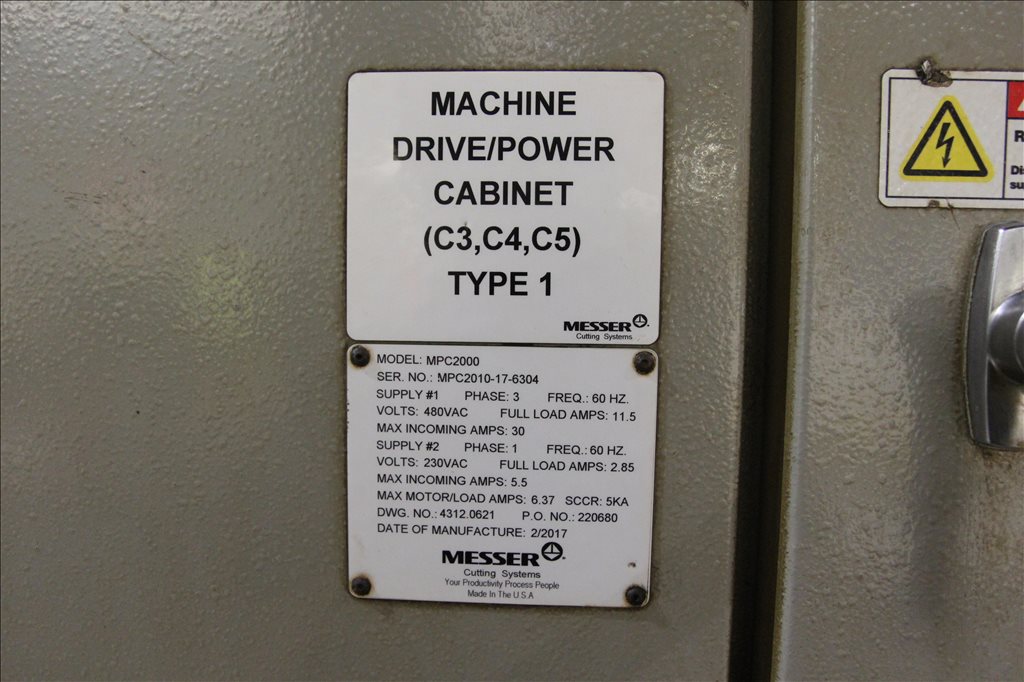 MACHINE
DRIVE/POWER
CABINET
(C3,C4,C5)
TYPE 1
MESSER
Cutting Systems
MODEL: MPC2000
SER. NO.: MPC2010-17-6304
SUPPLY #1 PHASE: 3 FREQ.: 60 HZ.
VOLTS: 480VAC FULL LOAD AMPS: 11.5
MAX INCOMING AMPS: 30
SUPPLY #2 PHASE: 1 FREQ.: 60 HZ.
VOLTS: 230VAC FULL LOAD AMPS: 2.85
MAX INCOMING AMPS: 5.5
MAX MOTOR/LOAD AMPS: 6.37 SCCR: 5KA
DWG. NO.: 4312.0621 P.O. NO.: 220680
DATE OF MANUFACTURE: 2/2017
MESSER
Cutting Systems
Your Productivity Process People
Made In The U.S.A